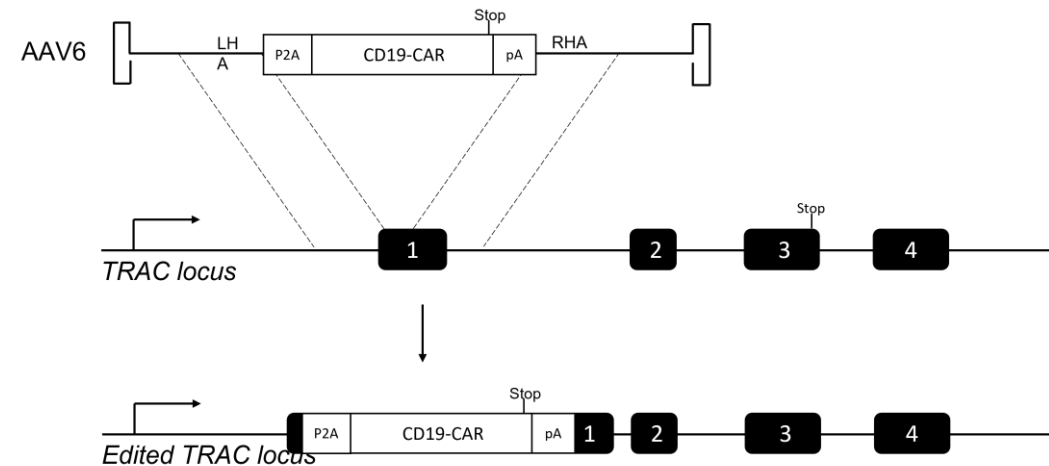 Stop
AAV6
LH
A
P2A
CD19-CAR
pA
RHA
Stop
1
2
3
4
TRAC locus
Stop
P2A
CD19-CAR
pA
1
2
3
4
Edited TRAC locus